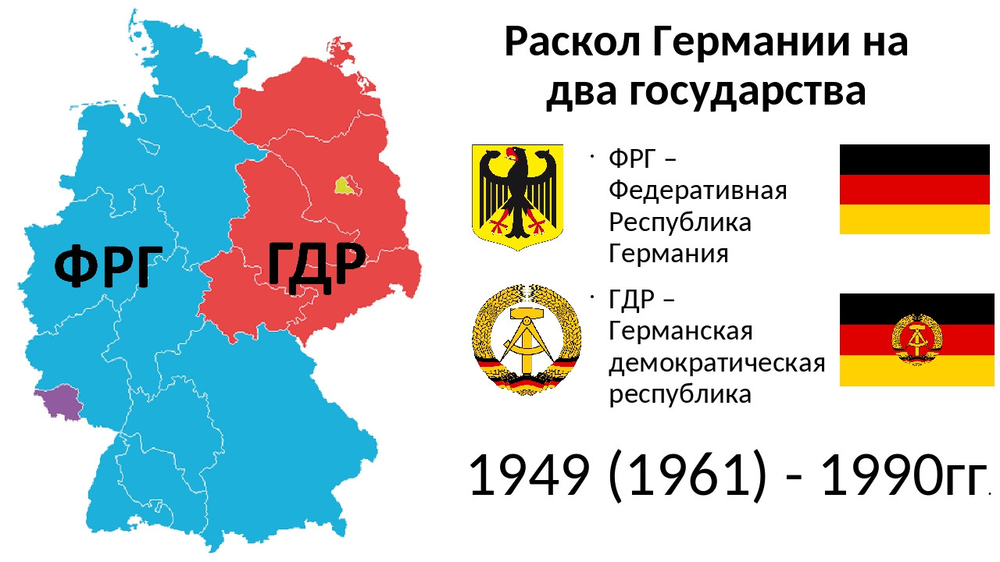 Раскол Германии на
два государства
ФРГ
ГДР
· ФРГ –
Федеративная
Республика
Германия
· ГДР –
Германская
демократическая
республика
1949 (1961) - 1990гг.